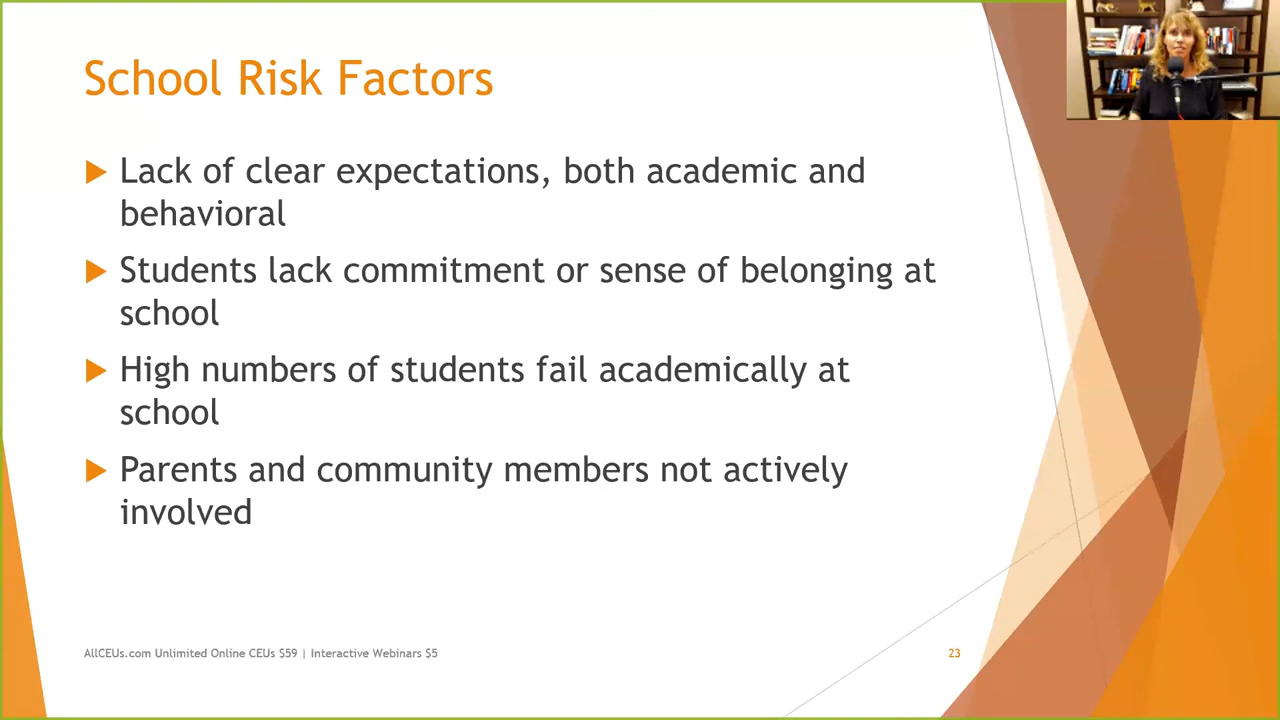 School Risk Factors
Lack of clear expectations, both academic and
behavioral
Students lack commitment or sense of belonging at
school
High numbers of students fail academically at
school
Parents and community members not actively
involved
AllCEUs.com Unlimited Online CEUs $59 | Interactive Webinars $5
23